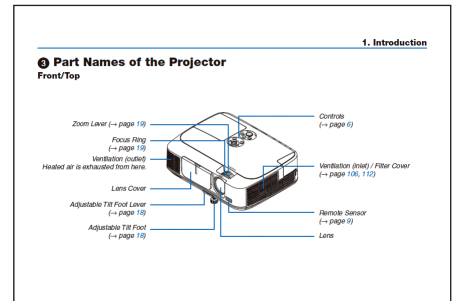 1. Introduction
❸ Part Names of the Projector
Front/Top
Controls
(→ page 6)
Zoom Lever (→ page 19)
Focus Ring
(→ page 19)
Ventilation (outlet)
Heated air is exhausted from here.
Ventilation (inlet) / Filter Cover
(→ page 106, 112)
Lens Cover
Adjustable Tilt Foot Lever
(→ page 18)
Remote Sensor
(→ page 9)
Adjustable Tilt Foot
(→ page 18)
Lens